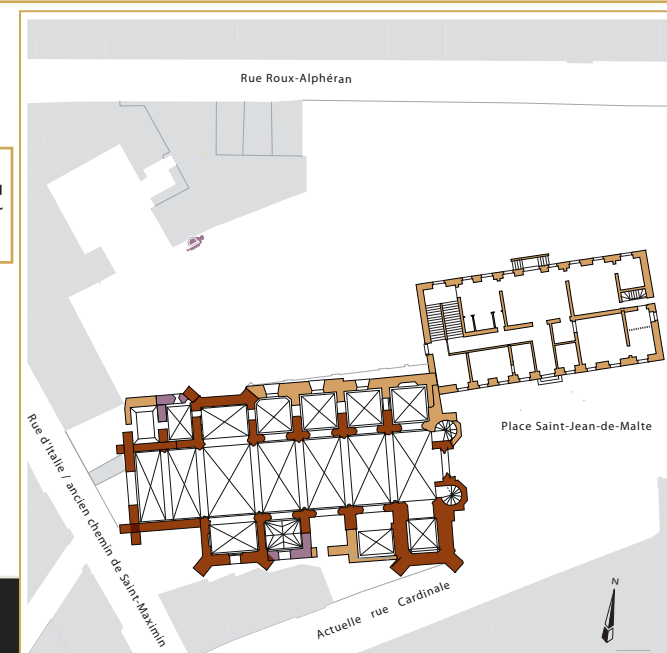 Rue Roux-Alphéran
Place Saint-Jean-de-Malte
Rue d'Italie / ancien chemin de Saint-Maximin
Actuelle rue Cardinale
N